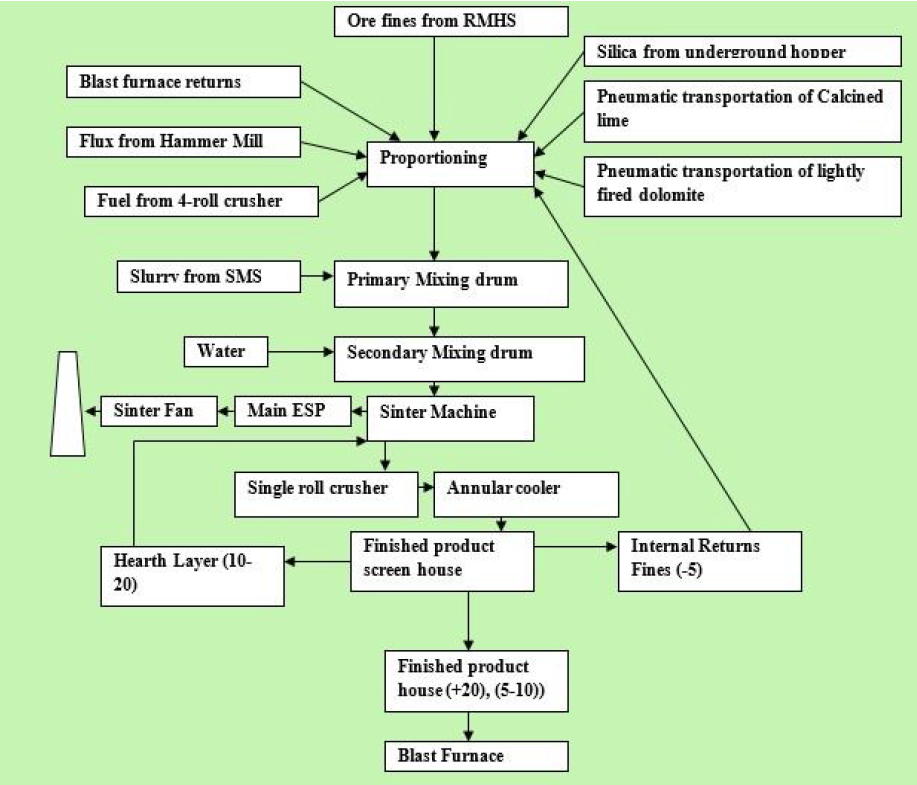 Ore fines from RMHS
Silica from underground hopper
Blast furnace returns
Pneumatic transportation of Calcined
lime
Flux from Hammer Mill
Proportioning
Pneumatic transportation of lightly
fired dolomite
Fuel from 4-roll crusher
Slurry from SMS
Primary Mixing drum
Water
Secondary Mixing drum
Sinter Fan
Main ESP
Sinter Machine
Single roll crusher
Annular cooler
Finished product
screen house
Internal Returns
Fines (-5)
Hearth Layer (10-
20)
Finished product
house (+20), (5-10))
Blast Furnace